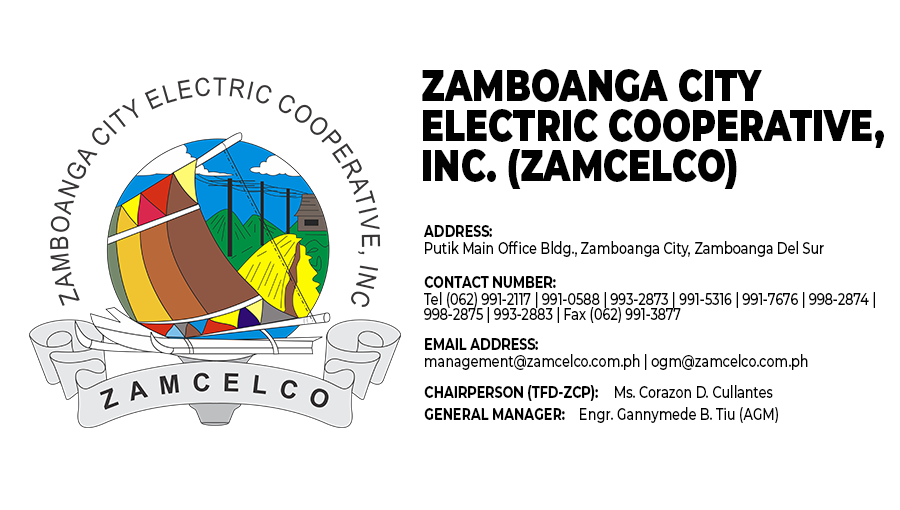 ZAMBOANGA CITY ELECTRIC COOPERATIVE, INC
ZAMCELCO
ZAMBOANGA CITY
ELECTRIC COOPERATIVE,
INC. (ZAMCELCO)
ADDRESS:
Putik Main Office Bldg., Zamboanga City, Zamboanga Del Sur
CONTACT NUMBER:
Tel (062) 991-2117 | 991-0588 | 993-2873 | 991-5316 | 991-7676 | 998-2874 |
998-2875 | 993-2883 | Fax (062) 991-3877
EMAIL ADDRESS:
management@zamcelco.com.ph | ogm@zamcelco.com.ph
CHAIRPERSON (TFD-ZCP): Ms. Corazon D. Cullantes
GENERAL MANAGER: Engr. Gannymede B. Tiu (AGM)